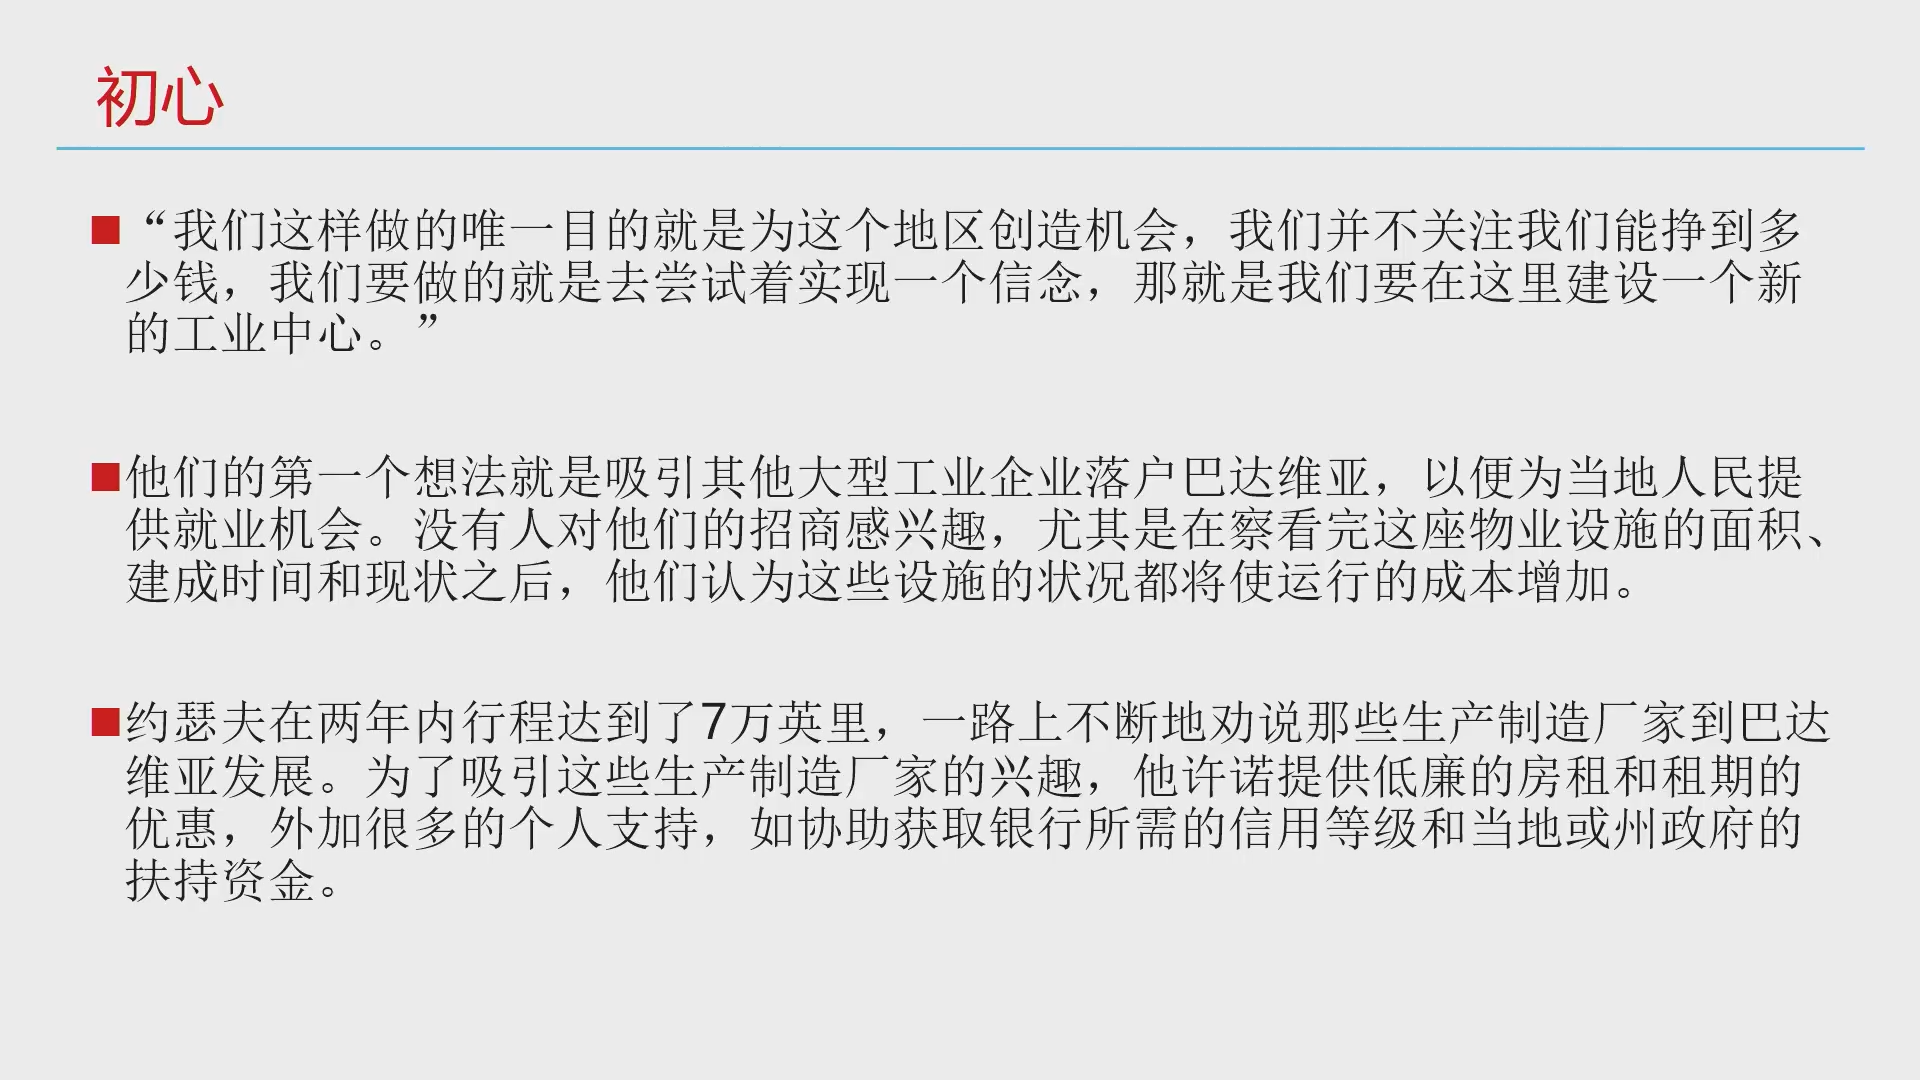 初心
“我们这样做的唯一目的就是为这个地区创造机会，我们并不关注我们能挣到多
少钱，我们要做的就是去尝试着实现一个信念，那就是我们要在这里建设一个新
的工业中心。”
他们的第一个想法就是吸引其他大型工业企业落户巴达维亚，以便为当地人民提
供就业机会。没有人对他们的招商感兴趣，尤其是在察看完这座物业设施的面积、
建成时间和现状之后，他们认为这些设施的状况都将使运行的成本增加。
约瑟夫在两年内行程达到了7万英里，一路上不断地劝说那些生产制造厂家到巴达
维亚发展。为了吸引这些生产制造厂家的兴趣，他许诺提供低廉的房租和租期的
优惠，外加很多的个人支持，如协助获取银行所需的信用等级和当地或州政府的
扶持资金。